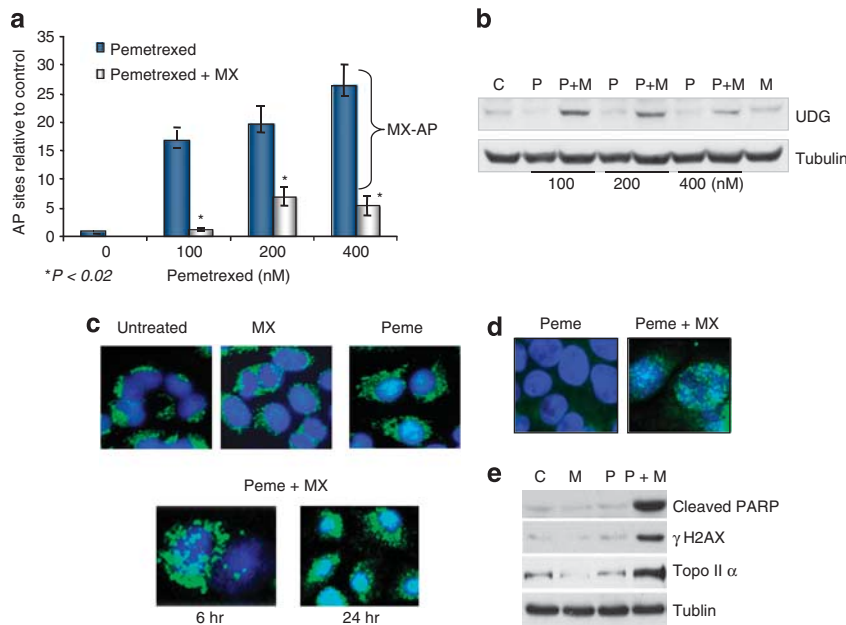 a
AP sites relative to control
35
30
25
20
15
10
5
0
Pemetrexed
Pemetrexed + MX
MX-AP
* * *
0 100 200 400
*P < 0.02
Pemetrexed (nM)
b
C P P+M P P+M P P+M M
UDG
Tubulin
100 200 400 (nM)
c
Untreated MX Peme
Peme + MX
6 hr 24 hr
d
Peme Peme + MX
e
C M P P + M
Cleaved PARP
γ H2AX
Topo II α
Tublin